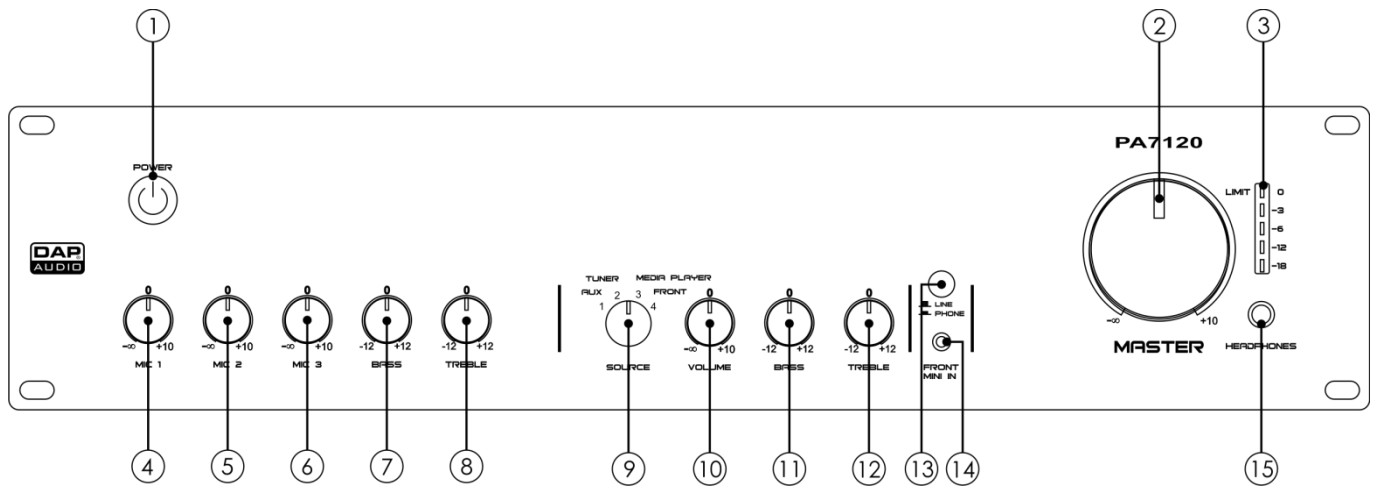 1 2 3
PA7120
POWER
LIMIT 0
-3
-6
-12
-18
DAP®
AUDIO
TUNER MEDIA PLAYER
AUX 2 3 FRONT
1 4
LINE
PHONE
0 0 0 0 0 0 0 0
-∞ +10 -∞ +10 -∞ +10 -12 +12 -12 +12 -∞ +10 -12 +12 -12 +12
-∞ +10
MIC 1 MIC 2 MIC 3 BASS TREBLE SOURCE VOLUME BASS TREBLE
FRONT
MINI IN
MASTER HEADPHONES
4 5 6 7 8 9 10 11 12 13 14 15